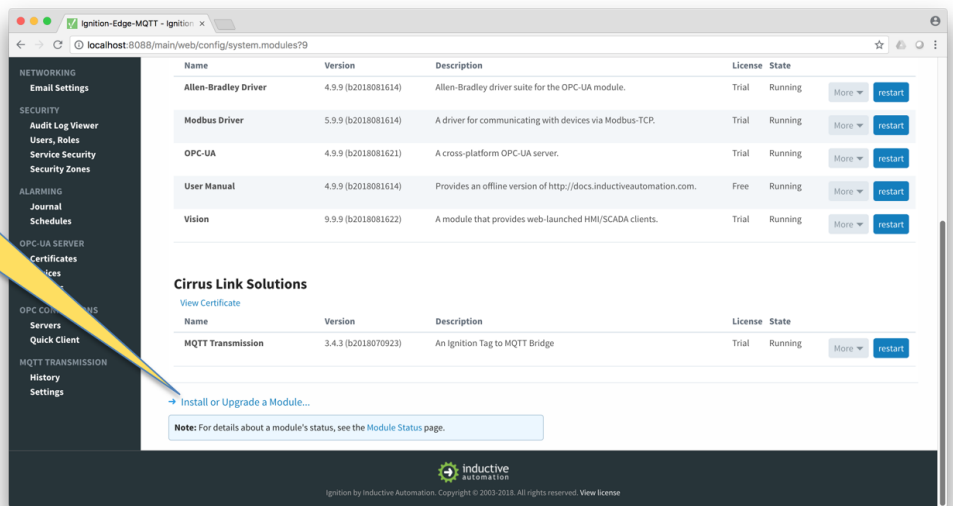 Ignition-Edge-MQTT - Ignition
localhost:8088/main/web/config/system.modules?9
NETWORKING
Email Settings
SECURITY
Audit Log Viewer
Users, Roles
Service Security
Security Zones
ALARMING
Journal
Schedules
OPC-UA SERVER
Certificates
OPC
Servers
Quick Client
MQTT TRANSMISSION
History
Settings
Name Version Description License State
Allen-Bradley Driver 4.9.9 (b2018081614) Allen-Bradley driver suite for the OPC-UA module. Trial Running More restart
Modbus Driver 5.9.9 (b2018081614) A driver for communicating with devices via Modbus-TCP. Trial Running More restart
OPC-UA 4.9.9 (b2018081621) A cross-platform OPC-UA server. Trial Running More restart
User Manual 4.9.9 (b2018081614) Provides an offline version of http://docs.inductiveautomation.com. Free Running More restart
Vision 9.9.9 (b2018081622) A module that provides web-launched HMI/SCADA clients. Trial Running More restart
Cirrus Link Solutions
View Certificate
Name Version Description License State
MQTT Transmission 3.4.3 (b2018070923) An Ignition Tag to MQTT Bridge Trial Running More restart
→ Install or Upgrade a Module...
Note: For details about a module's status, see the Module Status page.
inductive
automation
Ignition by Inductive Automation. Copyright © 2003-2018. All rights reserved. View license